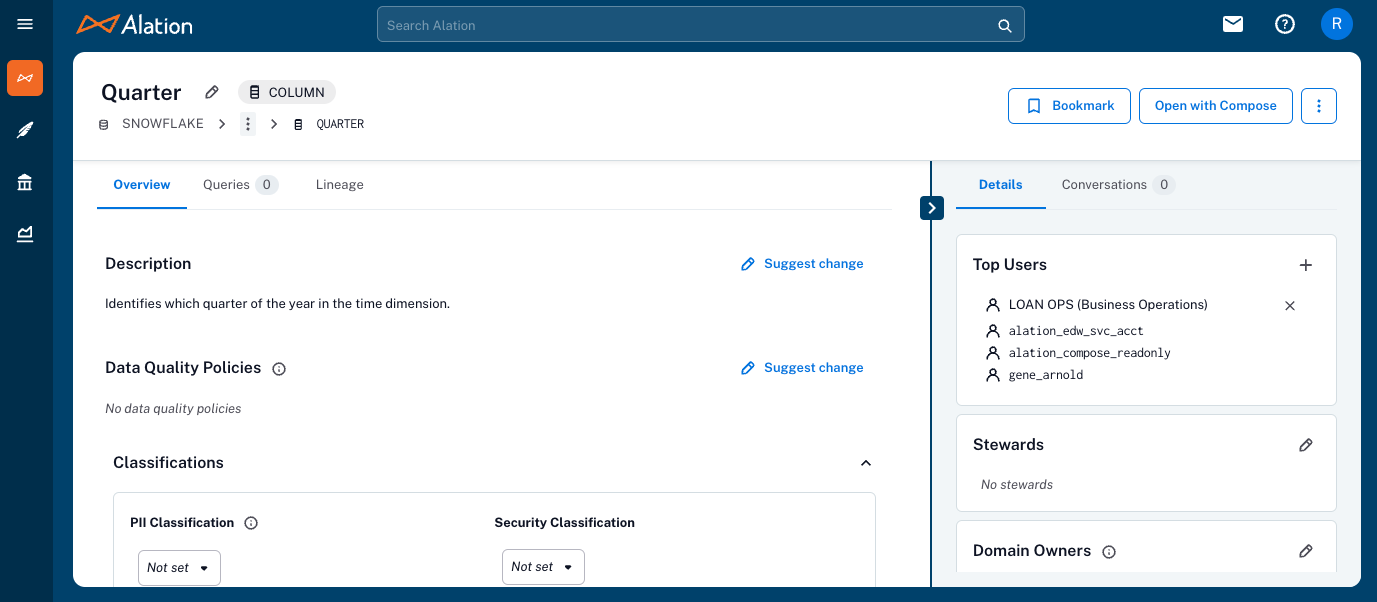 Alation
Search Alation
R
Quarter
COLUMN
SNOWFLAKE
QUARTER
Bookmark
Open with Compose
Overview
Queries 0
Lineage
Details
Conversations 0
Description
Suggest change
Identifies which quarter of the year in the time dimension.
Data Quality Policies
Suggest change
No data quality policies
Classifications
PII Classification
Security Classification
Not set
Not set
Top Users
LOAN OPS (Business Operations)
alation_edw_svc_acct
alation_compose_readonly
gene_arnold
Stewards
No stewards
Domain Owners